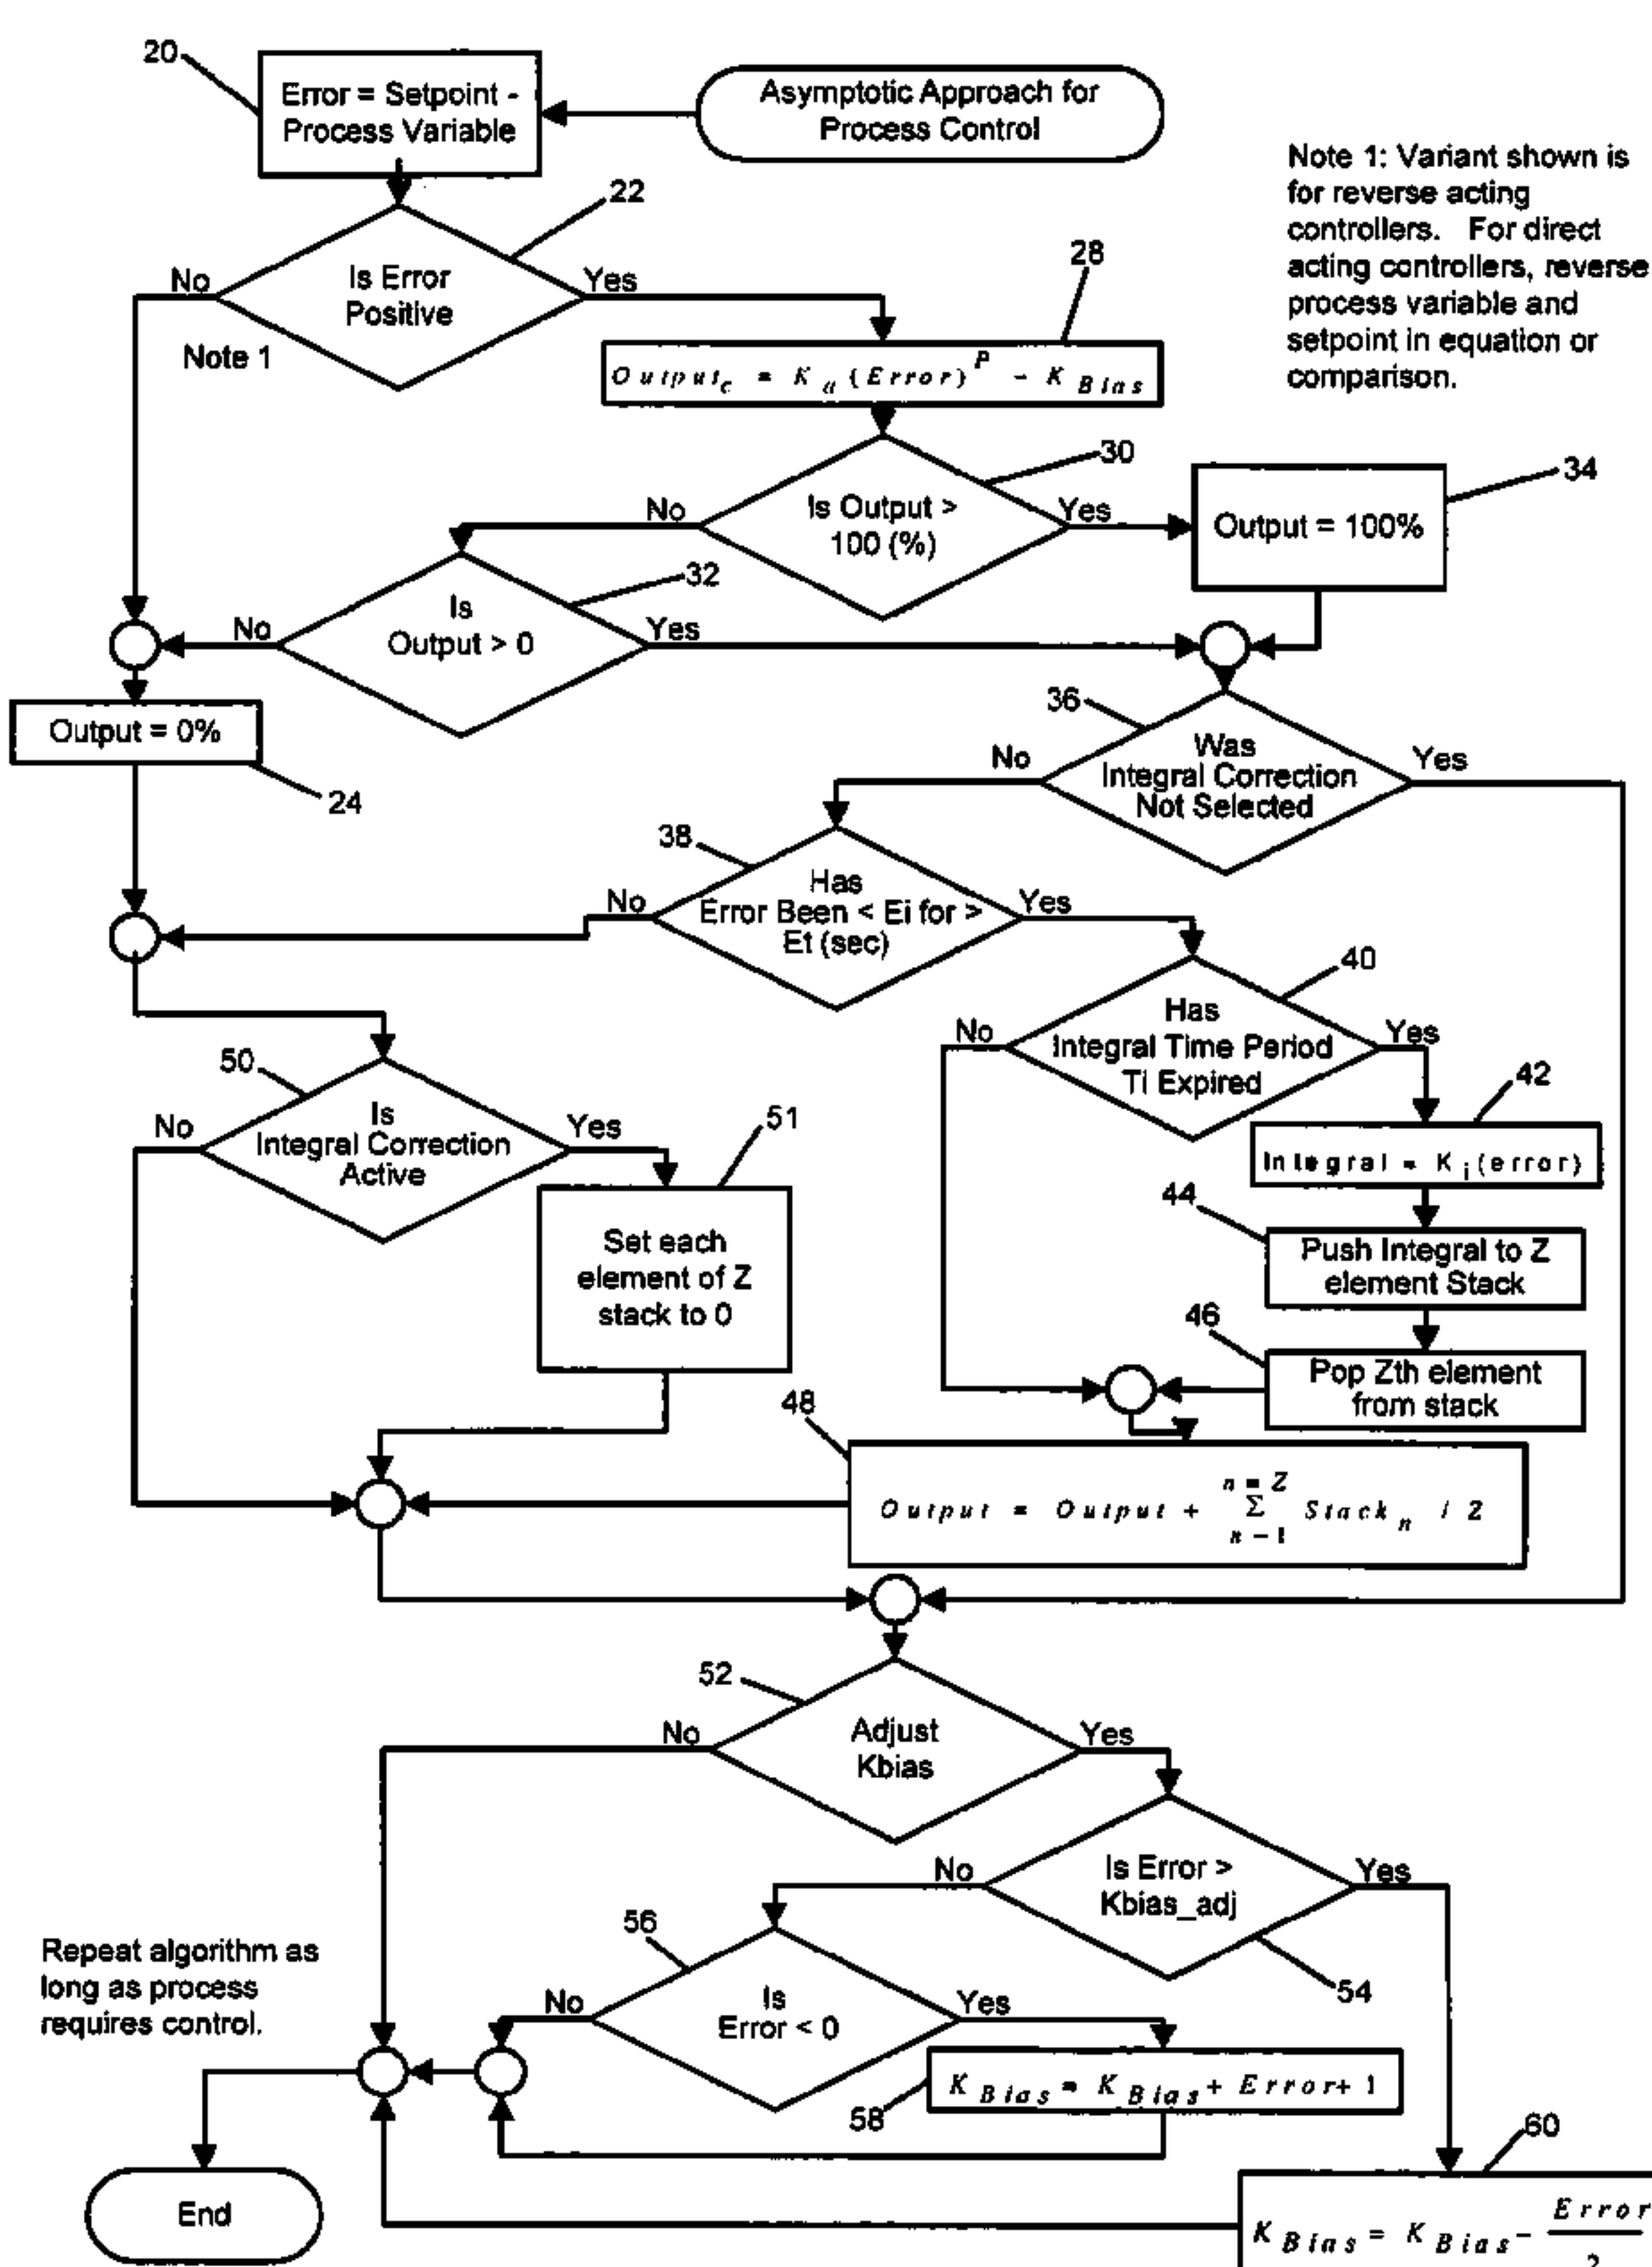 20
Error = Setpoint -
Process Variable
Asymptotic Approach for
Process Control
Note 1: Variant shown is
for reverse acting
controllers. For direct
acting controllers, reverse
process variable and
setpoint in equation or
comparison.
22
No
Is Error
Positive
Yes
Note 1
28
Output_c = K_a (Error)^P - K_Bias
30
No
Is Output >
100 (%)
Yes
34
Output = 100%
32
No
Is
Output > 0
Yes
Output = 0%
24
36
No
Was
Integral Correction
Not Selected
Yes
38
No
Has
Error Been < Ei for >
Et (sec)
Yes
40
No
Has
Integral Time Period
Ti Expired
Yes
42
Integral = K_i (error)
44
Push Integral to Z
element Stack
46
Pop Zth element
from stack
50
No
Is
Integral Correction
Active
Yes
51
Set each
element of Z
stack to 0
48
n = Z
Output = Output + Σ Stack_n / Z
n - 1
52
No
Adjust
Kbias
Yes
No
Is Error >
Kbias_adj
Yes
54
56
No
Is
Error < 0
Yes
Repeat algorithm as
long as process
requires control.
58
K_Bias = K_Bias + Error + 1
60
K_Bias = K_Bias - Error
2
End